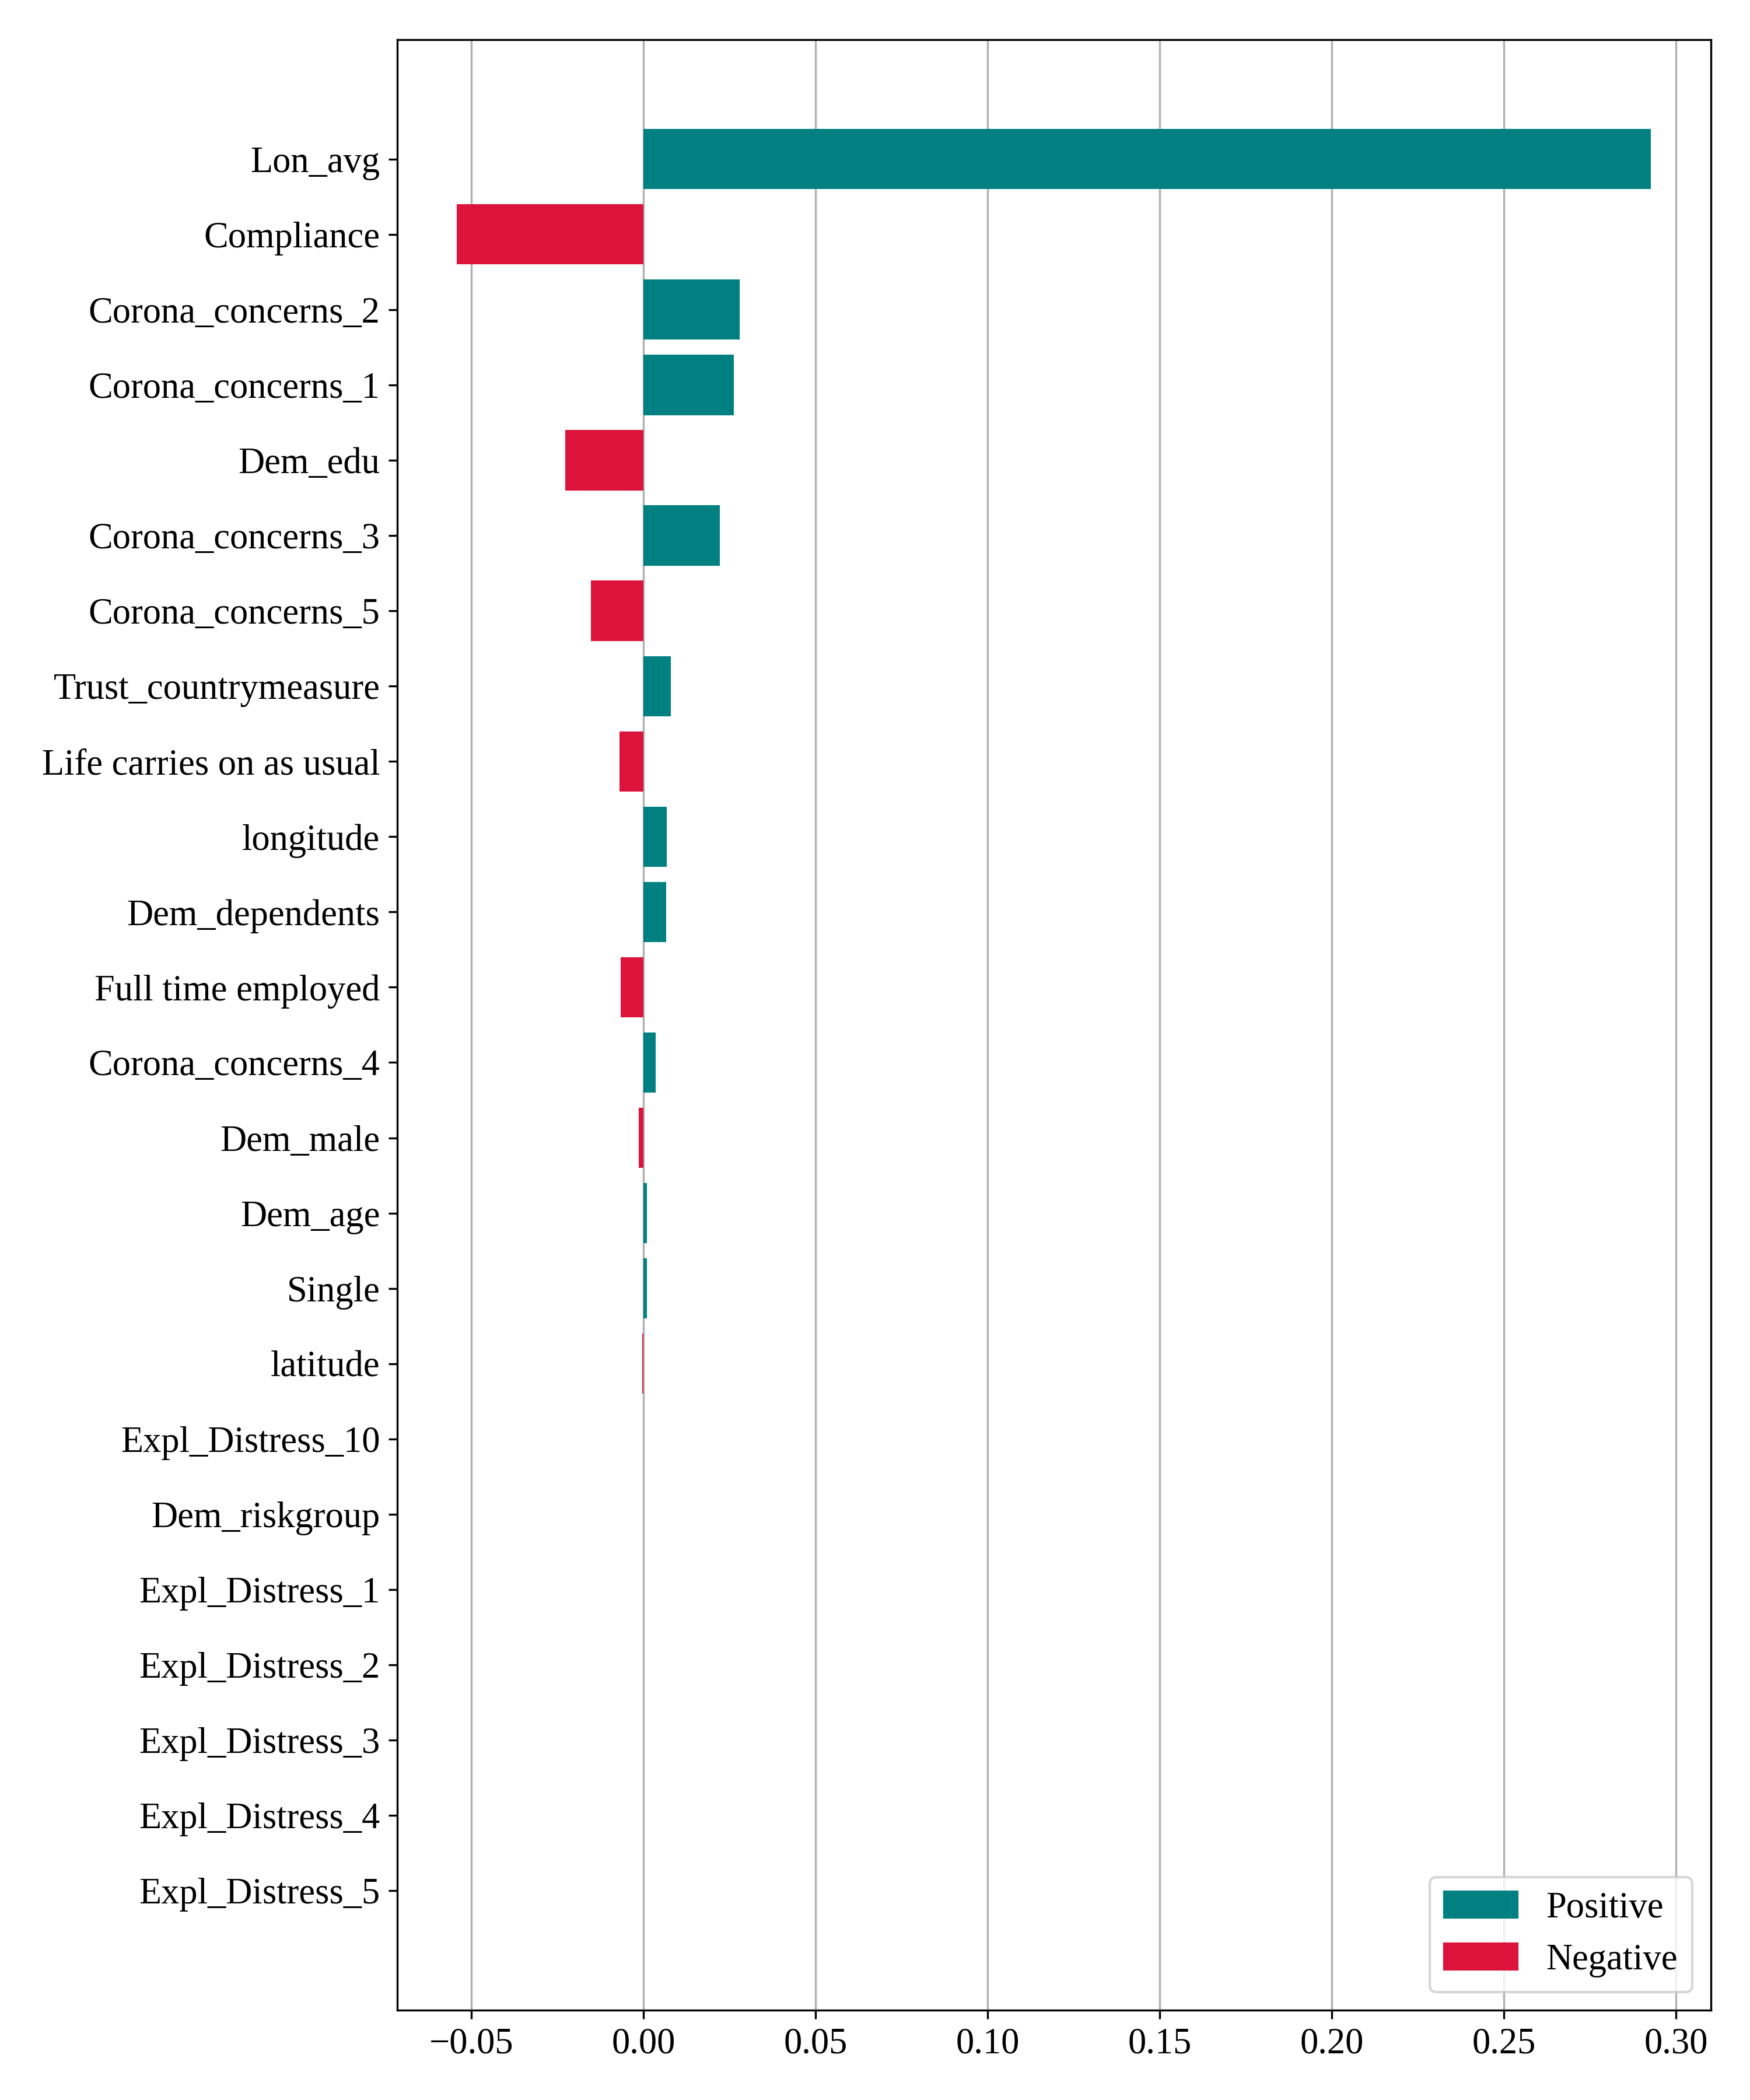 Lon_avg
Compliance
Corona_concerns_2
Corona_concerns_1
Dem_edu
Corona_concerns_3
Corona_concerns_5
Trust_countrymeasure
Life carries on as usual
longitude
Dem_dependents
Full time employed
Corona_concerns_4
Dem_male
Dem_age
Single
latitude
Expl_Distress_10
Dem_riskgroup
Expl_Distress_1
Expl_Distress_2
Expl_Distress_3
Expl_Distress_4
Expl_Distress_5
Positive
Negative
−0.05 0.00 0.05 0.10 0.15 0.20 0.25 0.30